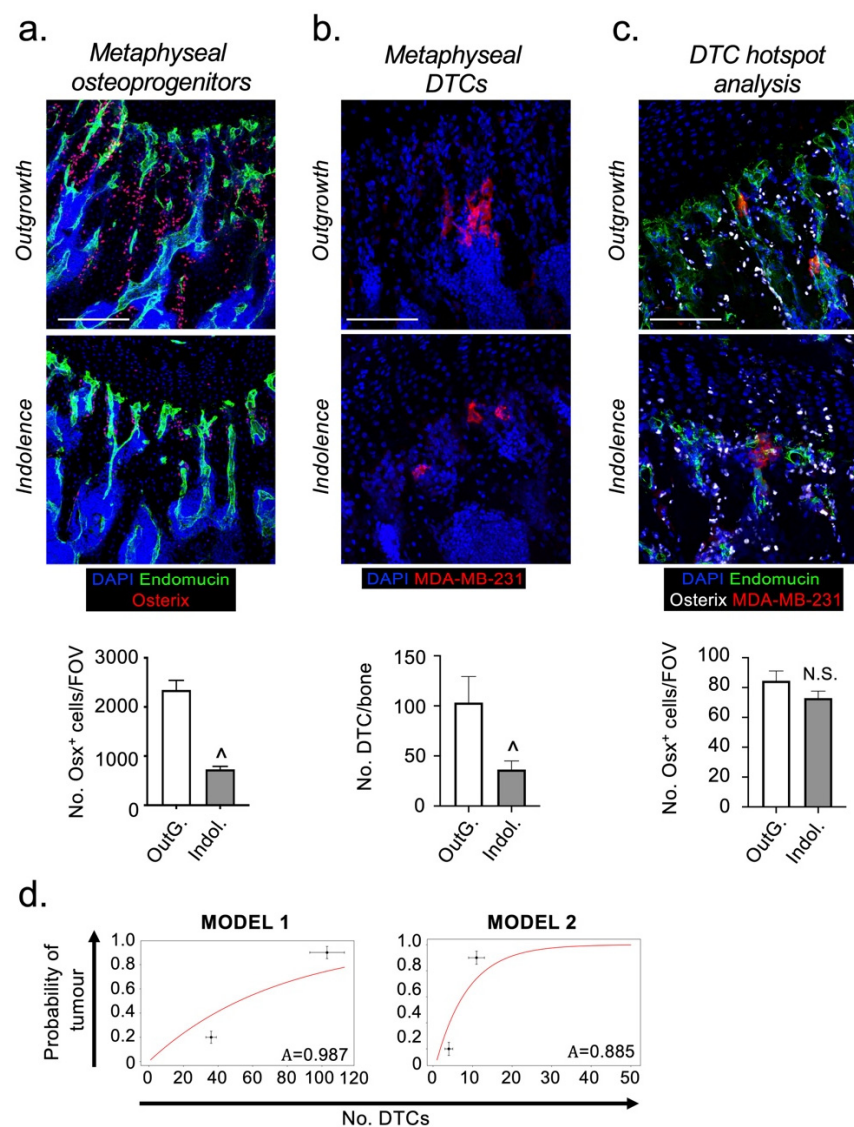 a.
Metaphyseal
osteoprogenitors
b.
Metaphyseal
DTCs
c.
DTC hotspot
analysis
Outgrowth
Outgrowth
Outgrowth
Indolence
Indolence
Indolence
DAPI Endomucin
Osterix
DAPI MDA-MB-231
DAPI Endomucin
Osterix MDA-MB-231
No. Osx⁺ cells/FOV
3000
2000
1000
0
^
OutG.
Indol.
No. DTC/bone
150
100
50
0
^
OutG.
Indol.
No. Osx⁺ cells/FOV
100
80
60
40
20
0
N.S.
OutG.
Indol.
d.
Probability of
tumour
MODEL 1
1.0
0.8
0.6
0.4
0.2
0
A=0.987
0 20 40 60 80 100 120
MODEL 2
1.0
0.8
0.6
0.4
0.2
0
A=0.885
0 10 20 30 40 50
No. DTCs